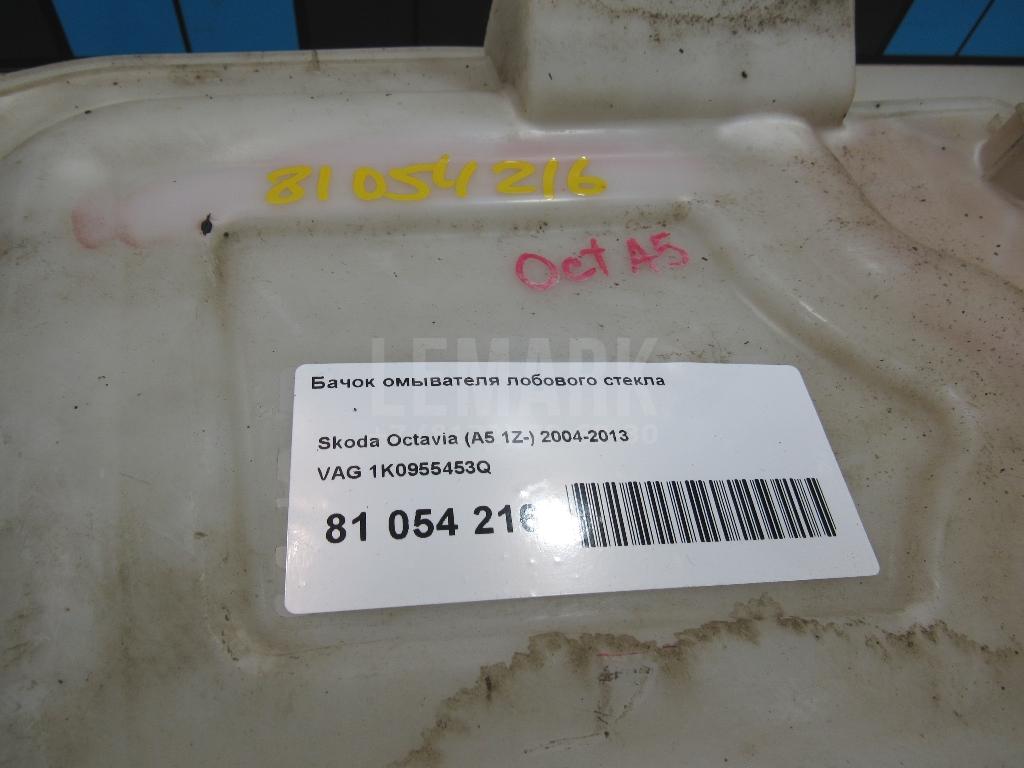 81 054 216
Oct A5
LEMARK
Бачок омывателя лобового стекла
Skoda Octavia (A5 1Z-) 2004-2013
VAG 1K0955453Q
81 054 216